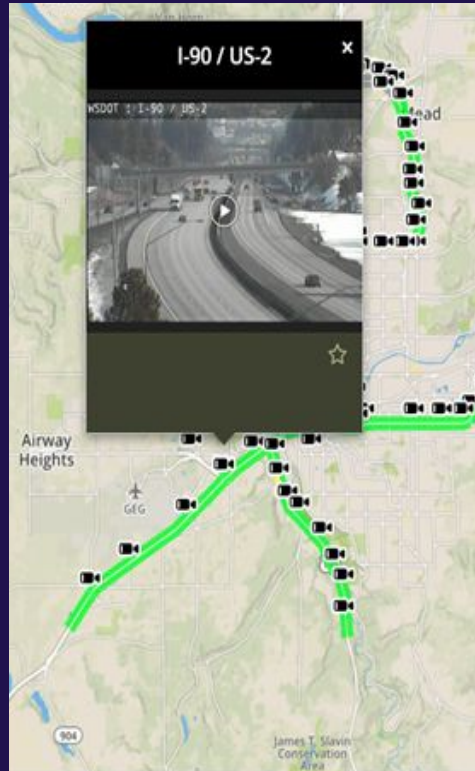 I-90 / US-2
x
WSDOT : I-90 / US-2
Mead
Airway
Heights
GEG
904
James T. Slavin
Conservation
Area